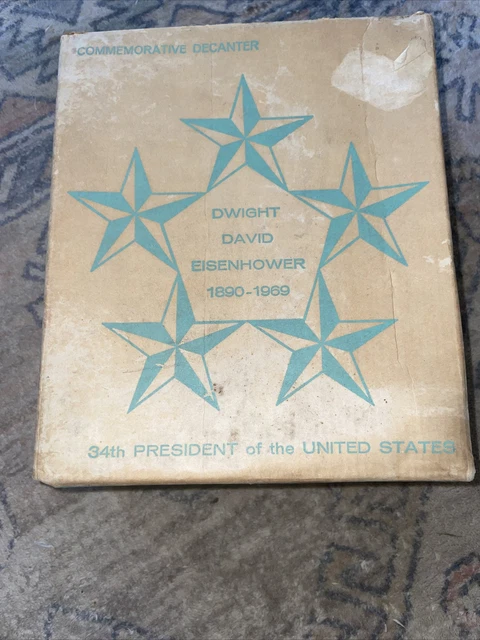 COMMEMORATIVE DECANTER
DWIGHT
DAVID
EISENHOWER
1890-1969
34th PRESIDENT of the UNITED STATES